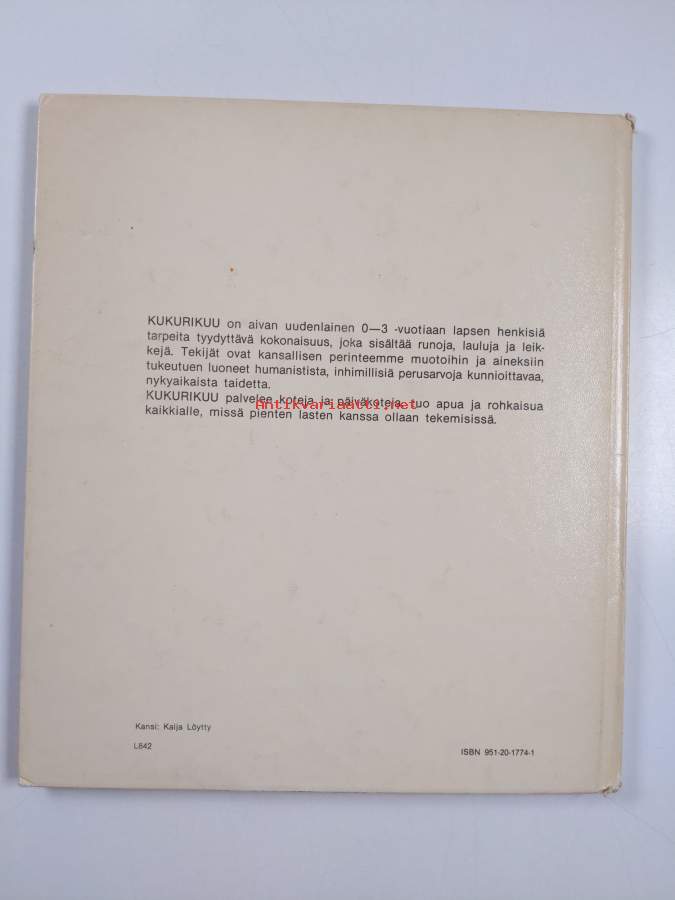 KUKURIKUU on aivan uudenlainen 0—3 -vuotiaan lapsen henkisiä
tarpeita tyydyttävä kokonaisuus, joka sisältää runoja, lauluja ja leik-
kejä. Tekijät ovat kansallisen perinteemme muotoihin ja aineksiin
tukeutuen luoneet humanistista, inhimillisiä perusarvoja kunnioittavaa,
nykyaikaista taidetta.
KUKURIKUU palvelee koteja ja päiväkoteja, tuo apua ja rohkaisua
Antikvariaatti.net
kaikkialle, missä pienten lasten kanssa ollaan tekemisissä.
Kansi: Kaija Löytty
L842
ISBN 951-20-1774-1